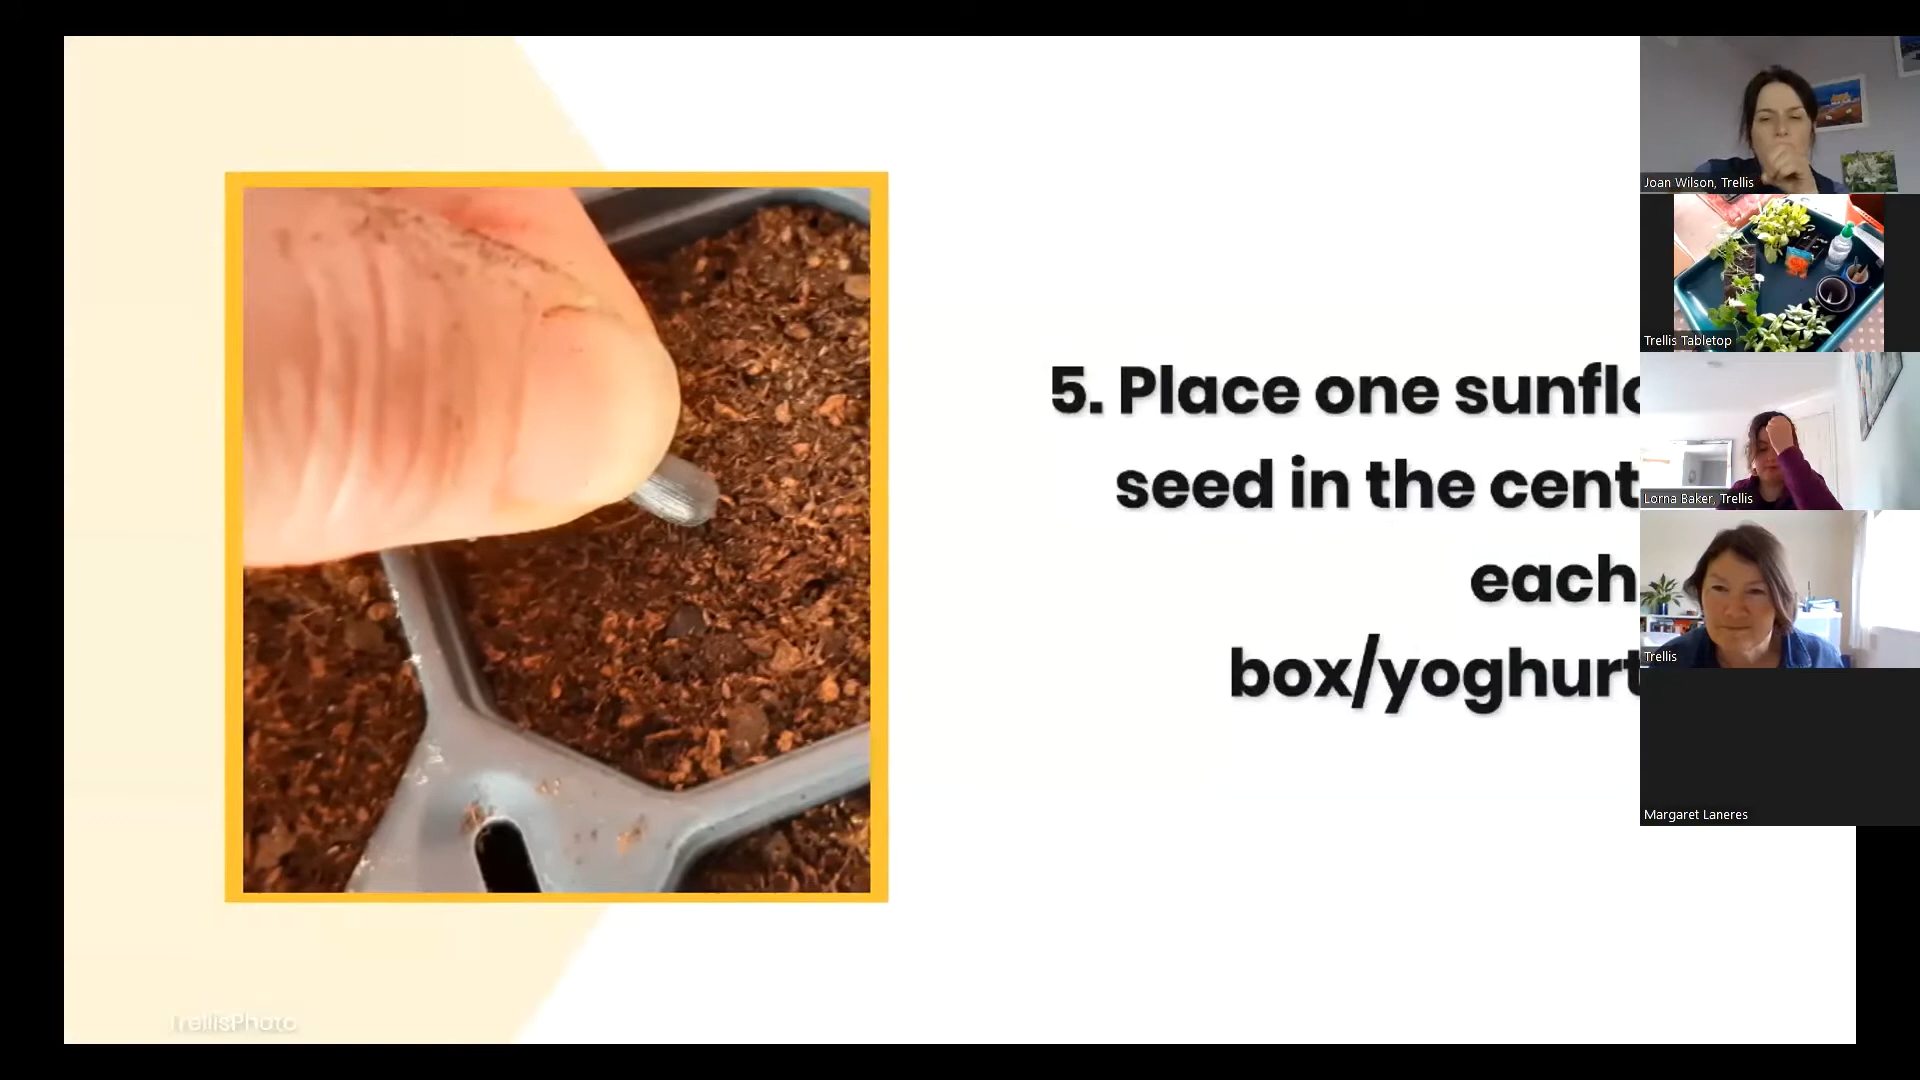 5. Place one sunflo
seed in the cent
each
box/yoghurt
TrellisPhoto
Joan Wilson, Trellis
Trellis Tabletop
Lorna Baker, Trellis
Trellis
Margaret Laneres